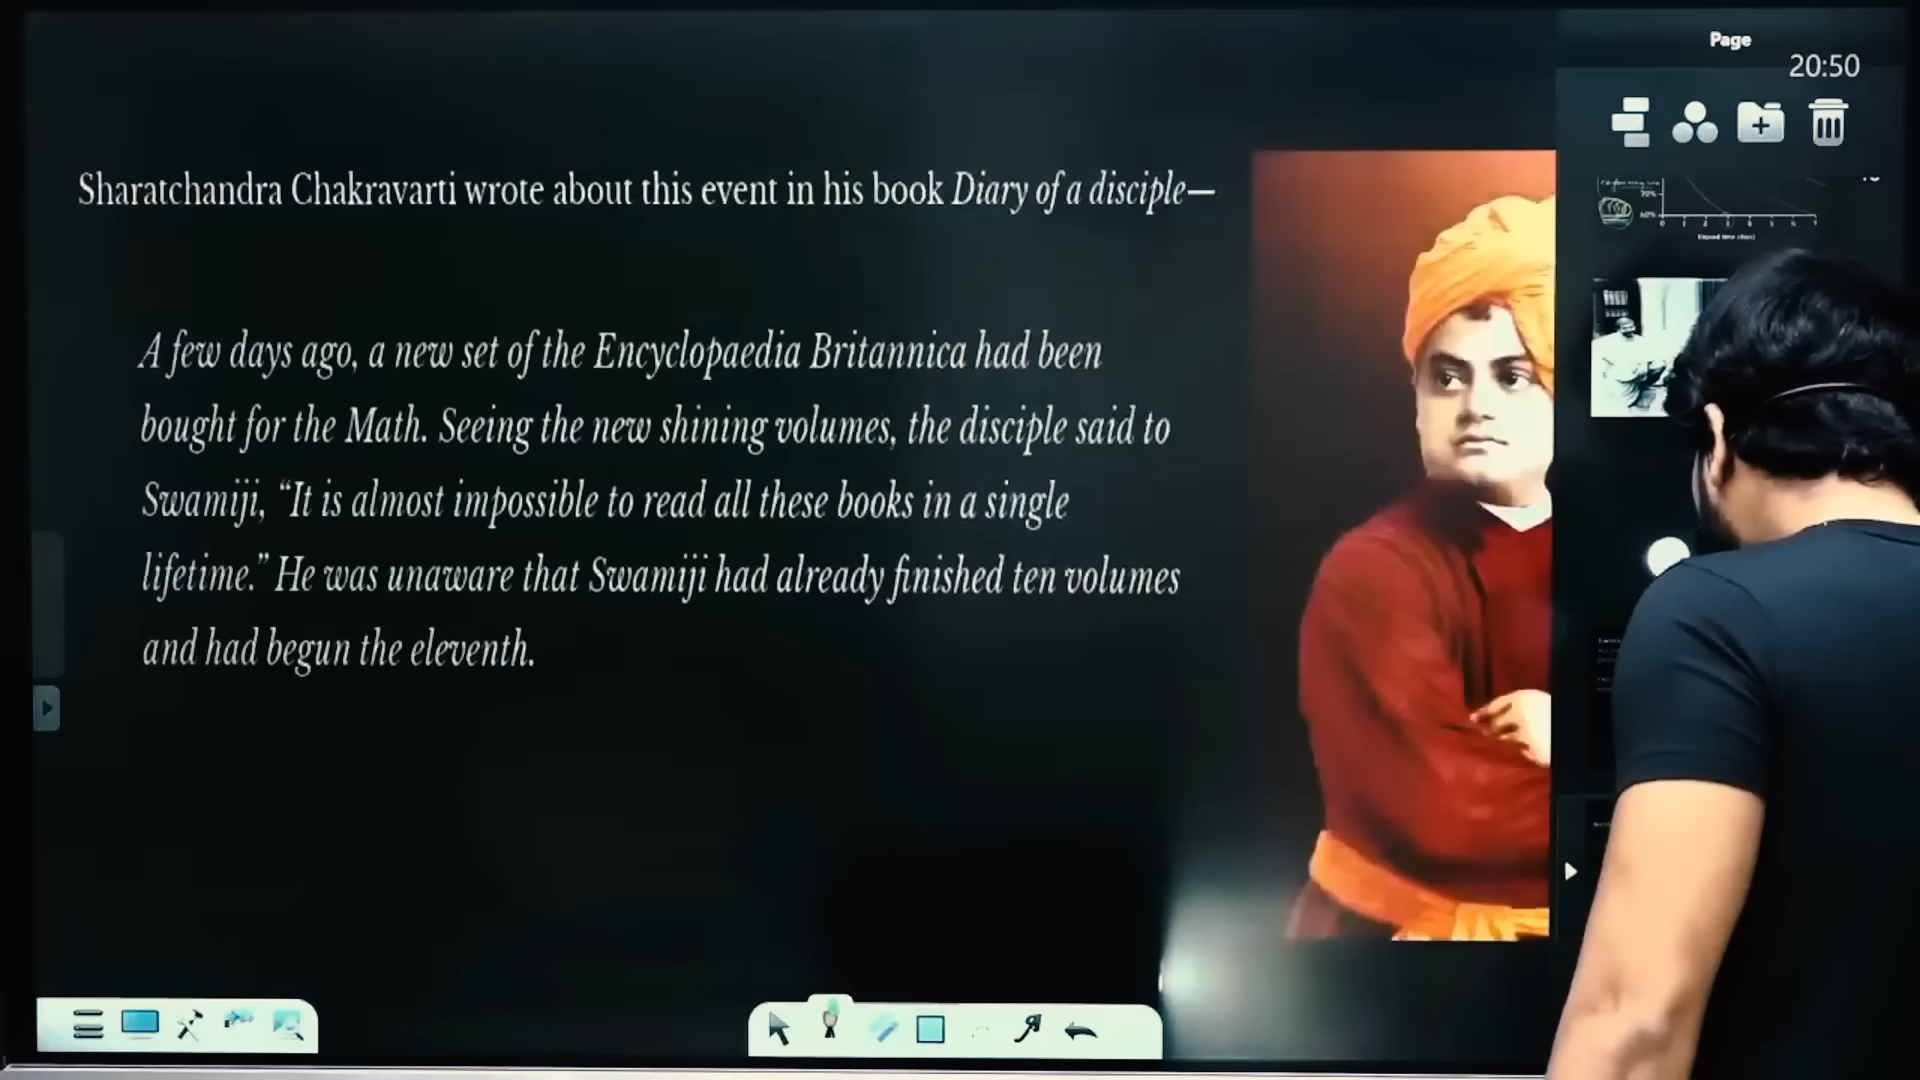 Page
20:50
Sharatchandra Chakravarti wrote about this event in his book Diary of a disciple—
A few days ago, a new set of the Encyclopaedia Britannica had been
bought for the Math. Seeing the new shining volumes, the disciple said to
Swamiji, “It is almost impossible to read all these books in a single
lifetime.” He was unaware that Swamiji had already finished ten volumes
and had begun the eleventh.